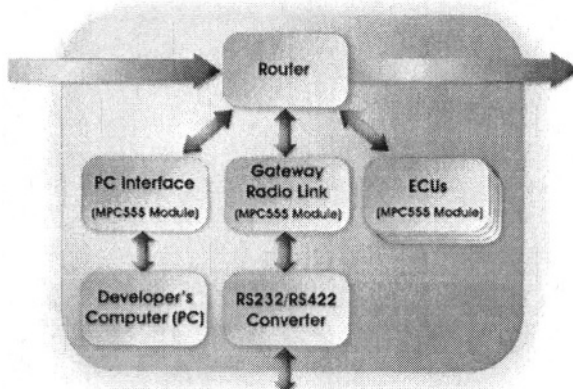 Router
PC Interface
(MPC555 Module)
Gateway
Radio Link
(MPC555 Module)
ECUs
(MPC555 Module)
Developer's
Computer (PC)
RS232/RS422
Converter